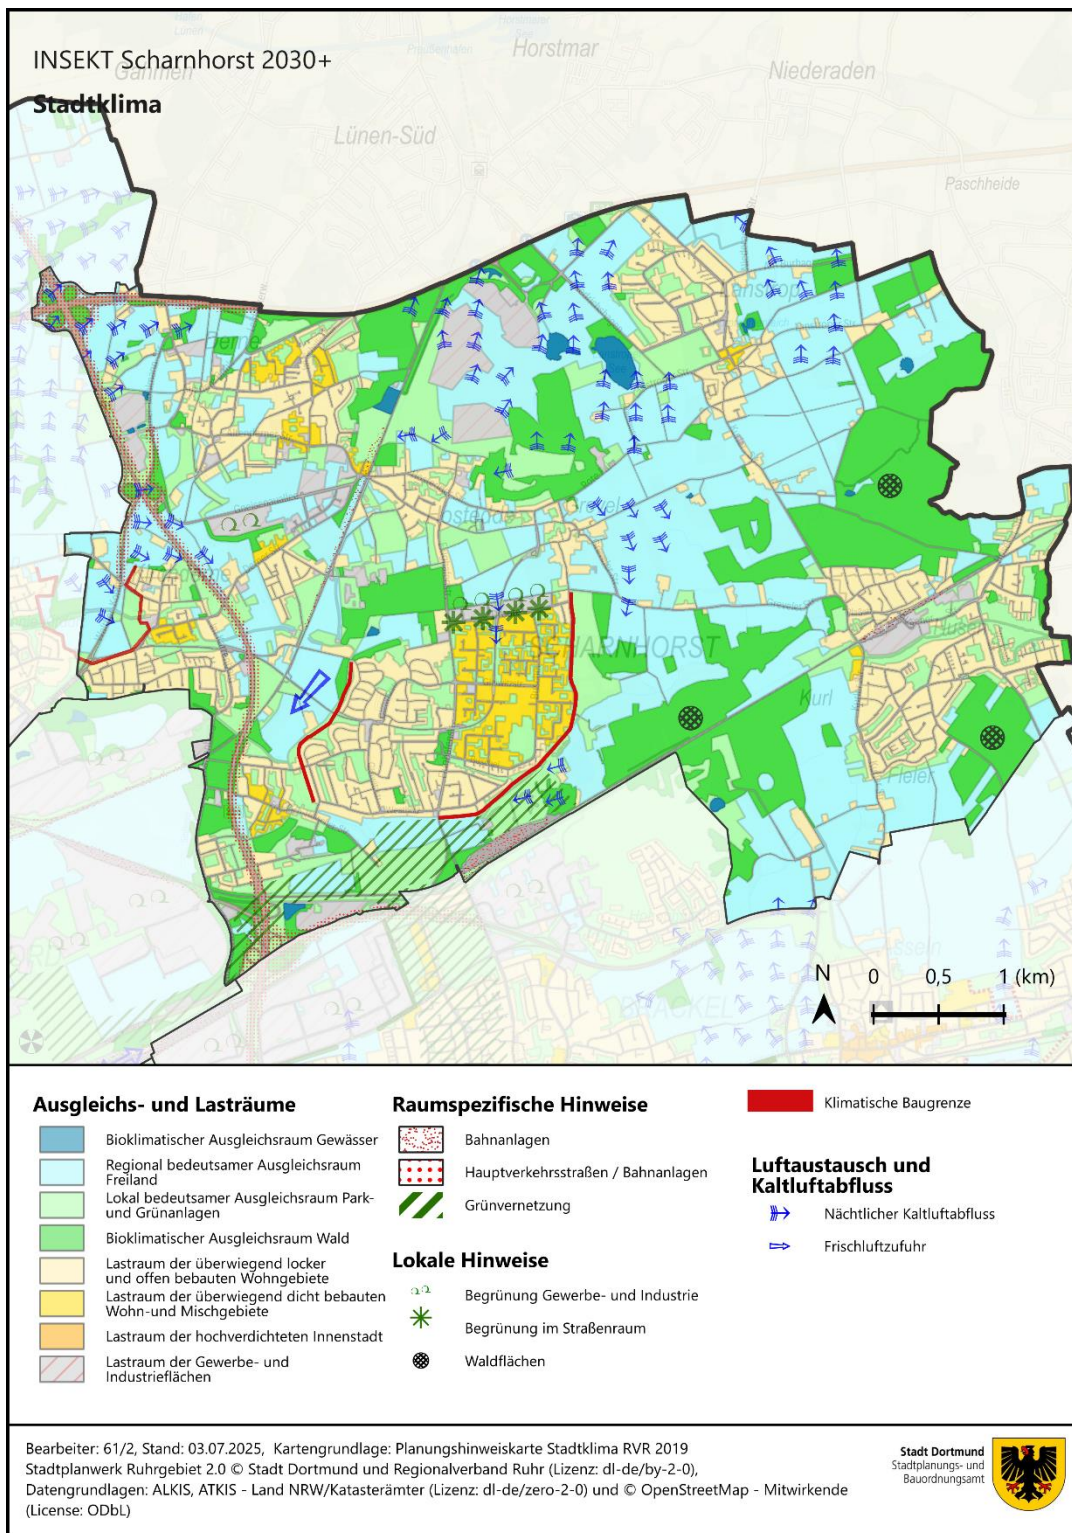 INSEKT Scharnhorst 2030+
Stadtklima
Gahmen
Horstmar
Niederaden
Lünen-Süd
Paschheide
Derne
Lanstrop
Grevel
SCHARNHORST
Kurl
Husen
BRACKEL
N
0 0,5 1 (km)
Ausgleichs- und Lasträume
Bioklimatischer Ausgleichsraum Gewässer
Regional bedeutsamer Ausgleichsraum
Freiland
Lokal bedeutsamer Ausgleichsraum Park-
und Grünanlagen
Bioklimatischer Ausgleichsraum Wald
Lastraum der überwiegend locker
und offen bebauten Wohngebiete
Lastraum der überwiegend dicht bebauten
Wohn-und Mischgebiete
Lastraum der hochverdichteten Innenstadt
Lastraum der Gewerbe- und
Industrieflächen
Raumspezifische Hinweise
Bahnanlagen
Hauptverkehrsstraßen / Bahnanlagen
Grünvernetzung
Lokale Hinweise
Begrünung Gewerbe- und Industrie
Begrünung im Straßenraum
Waldflächen
Klimatische Baugrenze
Luftaustausch und
Kaltluftabfluss
Nächtlicher Kaltluftabfluss
Frischluftzufuhr
Bearbeiter: 61/2, Stand: 03.07.2025, Kartengrundlage: Planungshinweiskarte Stadtklima RVR 2019
Stadtplanwerk Ruhrgebiet 2.0 © Stadt Dortmund und Regionalverband Ruhr (Lizenz: dl-de/by-2-0),
Datengrundlagen: ALKIS, ATKIS - Land NRW/Katasterämter (Lizenz: dl-de/zero-2-0) und © OpenStreetMap - Mitwirkende
(License: ODbL)
Stadt Dortmund
Stadtplanungs- und
Bauordnungsamt